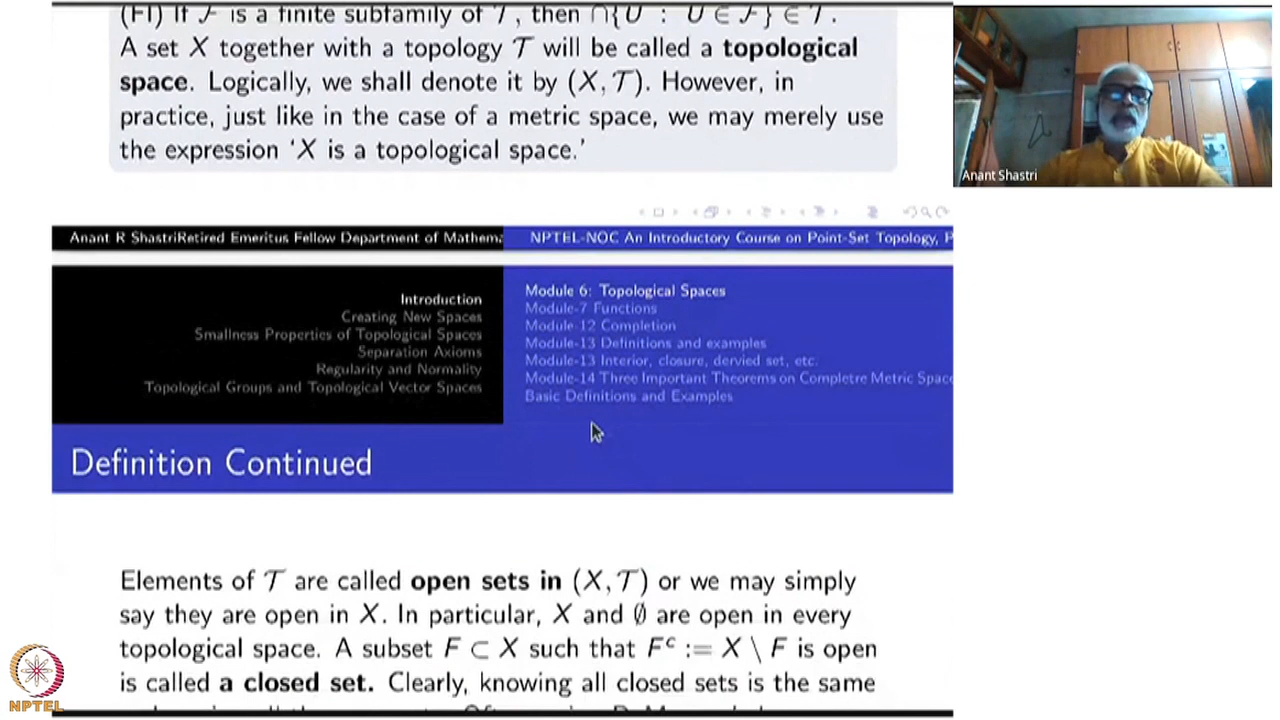 (FI) If 𝓕 is a finite subfamily of 𝒯, then ∩{U : U ∈ 𝓕} ∈ 𝒯.
A set X together with a topology 𝒯 will be called a topological
space. Logically, we shall denote it by (X, 𝒯). However, in
practice, just like in the case of a metric space, we may merely use
the expression ‘X is a topological space.’
Anant Shastri
Anant R ShastriRetired Emeritus Fellow Department of Mathema
NPTEL-NOC An Introductory Course on Point-Set Topology, P
Introduction
Creating New Spaces
Smallness Properties of Topological Spaces
Separation Axioms
Regularity and Normality
Topological Groups and Topological Vector Spaces
Module 6: Topological Spaces
Module-7 Functions
Module-12 Completion
Module-13 Definitions and examples
Module-13 Interior, closure, dervied set, etc.
Module-14 Three Important Theorems on Completre Metric Space
Basic Definitions and Examples
Definition Continued
Elements of 𝒯 are called open sets in (X, 𝒯) or we may simply
say they are open in X. In particular, X and ∅ are open in every
topological space. A subset F ⊂ X such that Fᶜ := X \ F is open
is called a closed set. Clearly, knowing all closed sets is the same
NPTEL